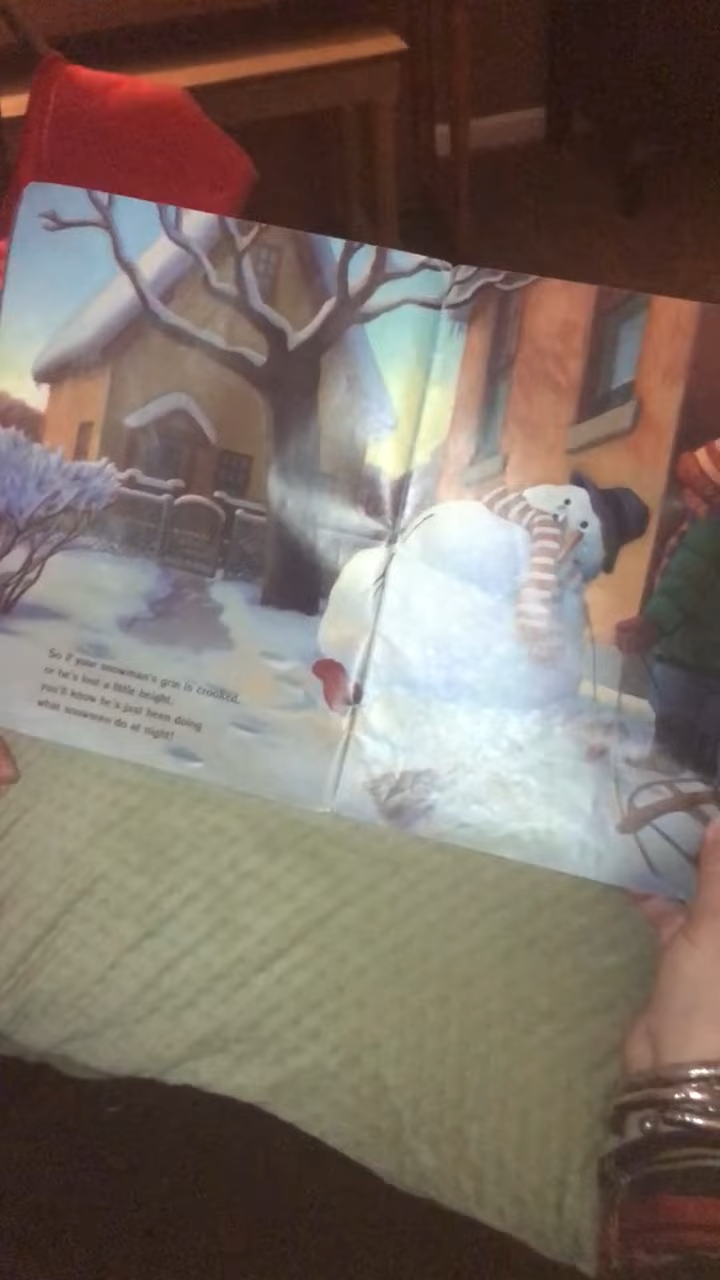 So if your snowman's grin is crooked,
or he's lost a little height,
you'll know he's just been doing
what snowmen do at night!